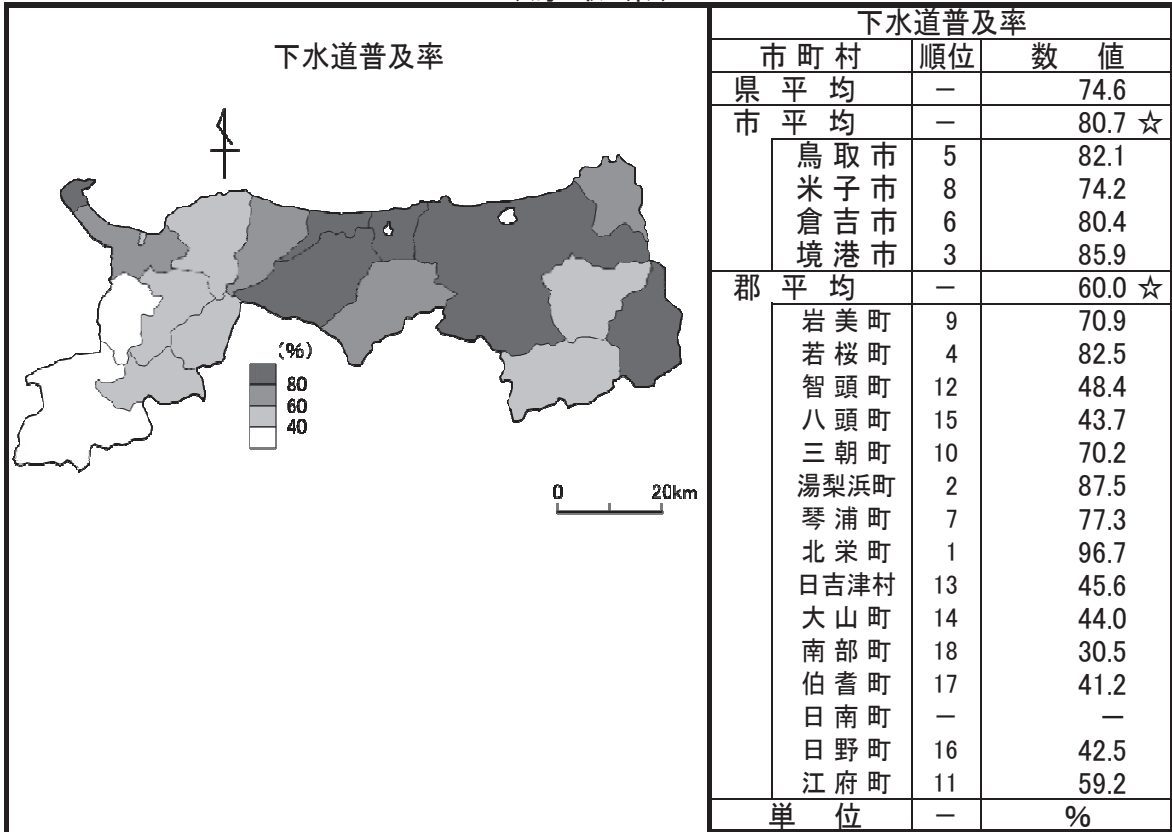 下水道普及率
(%)
80
60
40
0 20km
下水道普及率
市町村 順位 数値
県平均 － 74.6
市平均 － 80.7 ☆
鳥取市 5 82.1
米子市 8 74.2
倉吉市 6 80.4
境港市 3 85.9
郡平均 － 60.0 ☆
岩美町 9 70.9
若桜町 4 82.5
智頭町 12 48.4
八頭町 15 43.7
三朝町 10 70.2
湯梨浜町 2 87.5
琴浦町 7 77.3
北栄町 1 96.7
日吉津村 13 45.6
大山町 14 44.0
南部町 18 30.5
伯耆町 17 41.2
日南町 － －
日野町 16 42.5
江府町 11 59.2
単位 － %